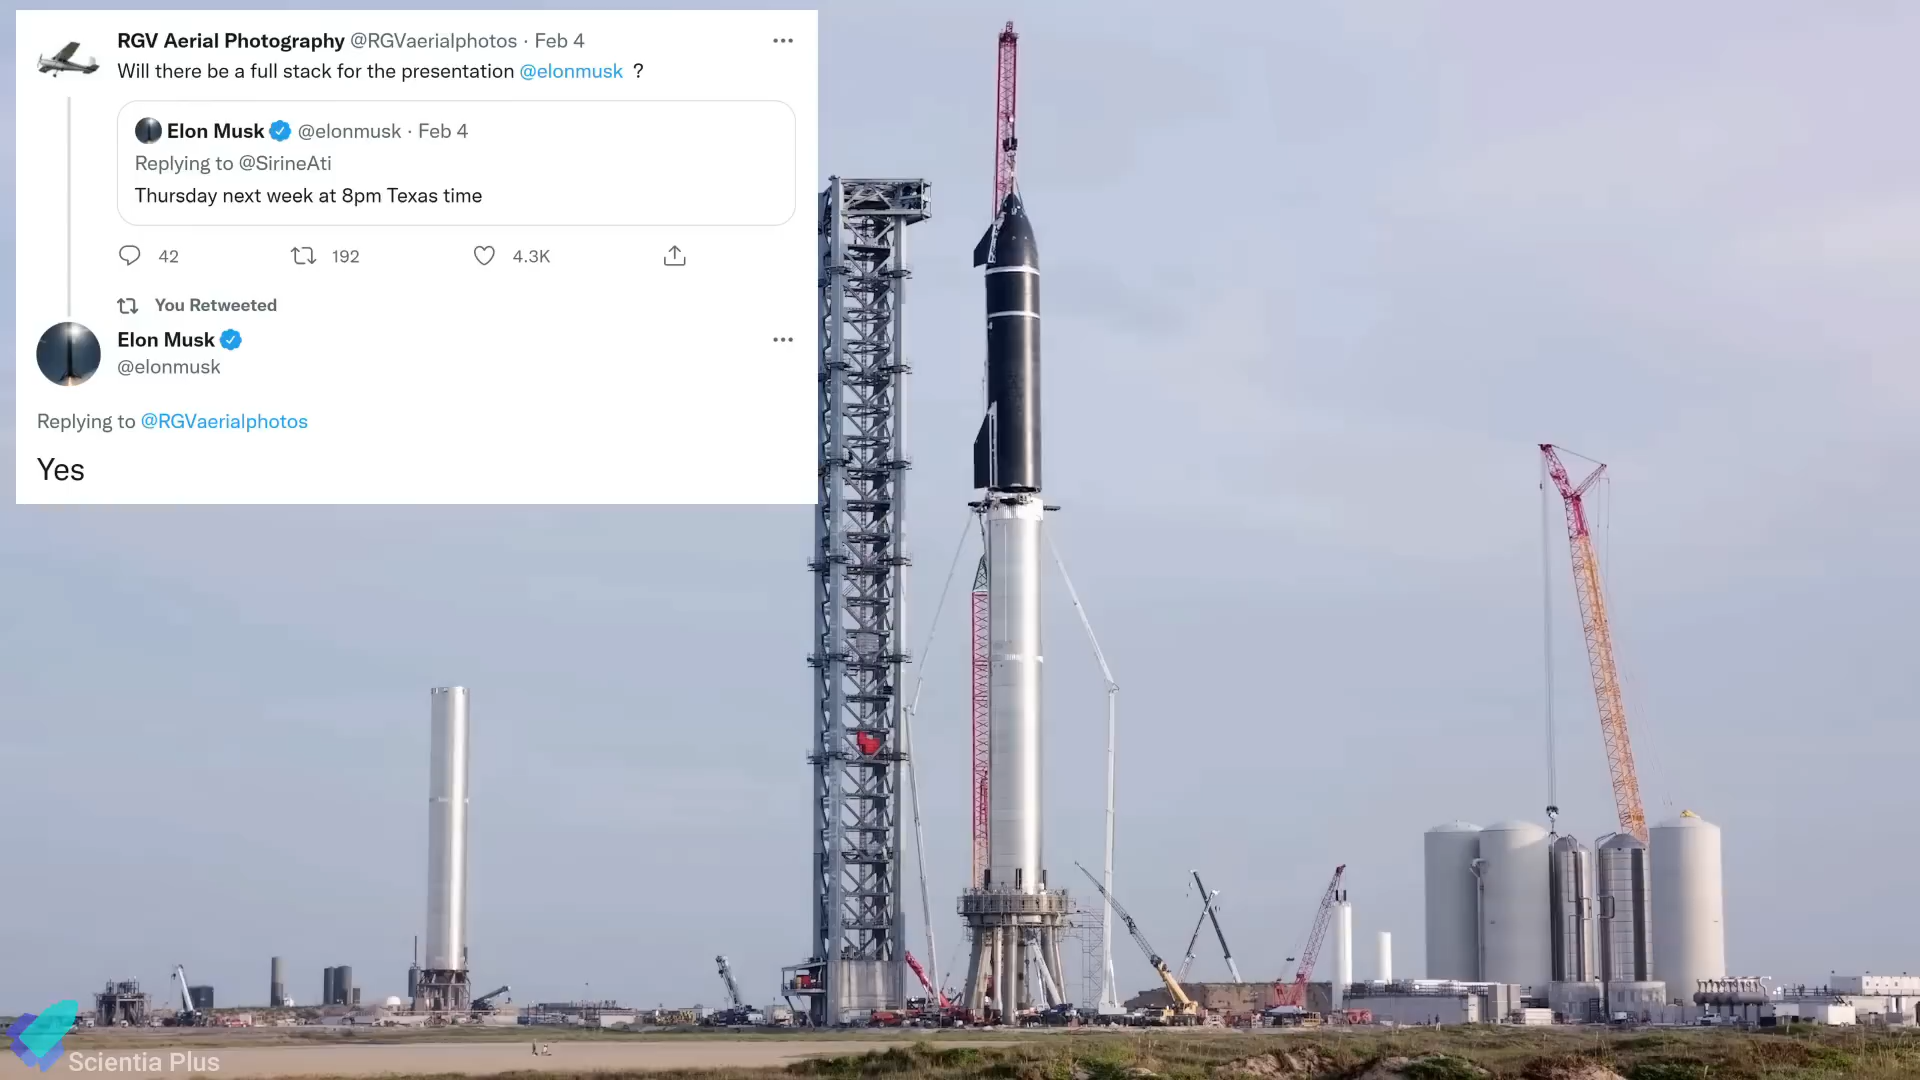 RGV Aerial Photography @RGVaerialphotos · Feb 4
Will there be a full stack for the presentation @elonmusk ?
Elon Musk @elonmusk · Feb 4
Replying to @SirineAti
Thursday next week at 8pm Texas time
42 192 4.3K
You Retweeted
Elon Musk
@elonmusk
Replying to @RGVaerialphotos
Yes
Scientia Plus